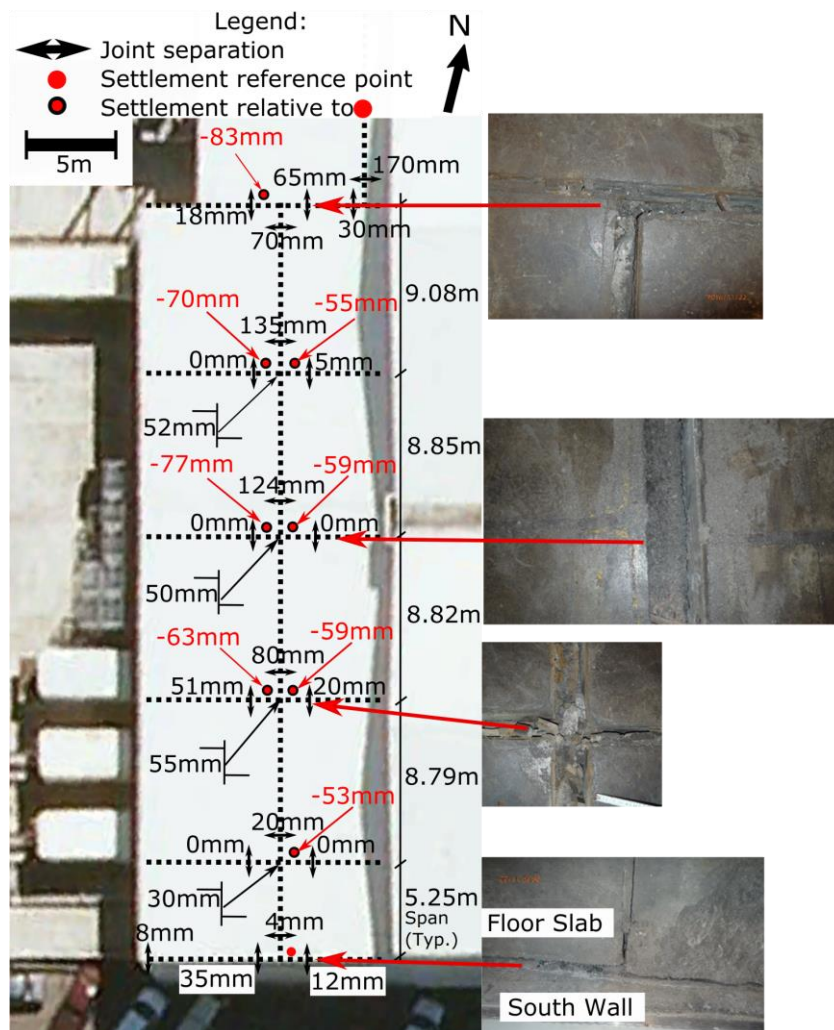 Legend:
Joint separation
Settlement reference point
Settlement relative to
N
5m
-83mm
65mm
170mm
18mm
30mm
70mm
9.08m
-70mm
-55mm
135mm
0mm
5mm
52mm
8.85m
-77mm
-59mm
124mm
0mm
0mm
50mm
8.82m
-63mm
-59mm
80mm
51mm
20mm
55mm
8.79m
-53mm
20mm
0mm
0mm
30mm
5.25m
Span
(Typ.)
4mm
8mm
35mm
12mm
Floor Slab
South Wall